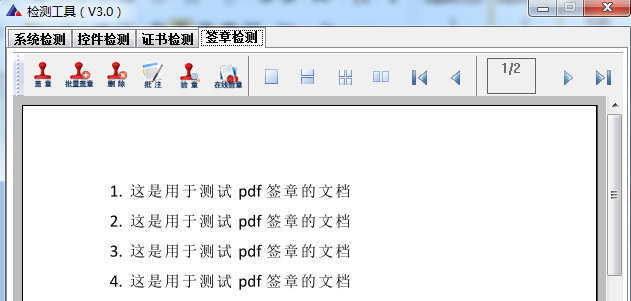 检测工具（V3.0）
系统检测 控件检测 证书检测 签章检测
盖章 批量盖章 删除 批注 验章 在线验章 1/2
1. 这是用于测试 pdf 签章的文档
2. 这是用于测试 pdf 签章的文档
3. 这是用于测试 pdf 签章的文档
4. 这是用于测试 pdf 签章的文档